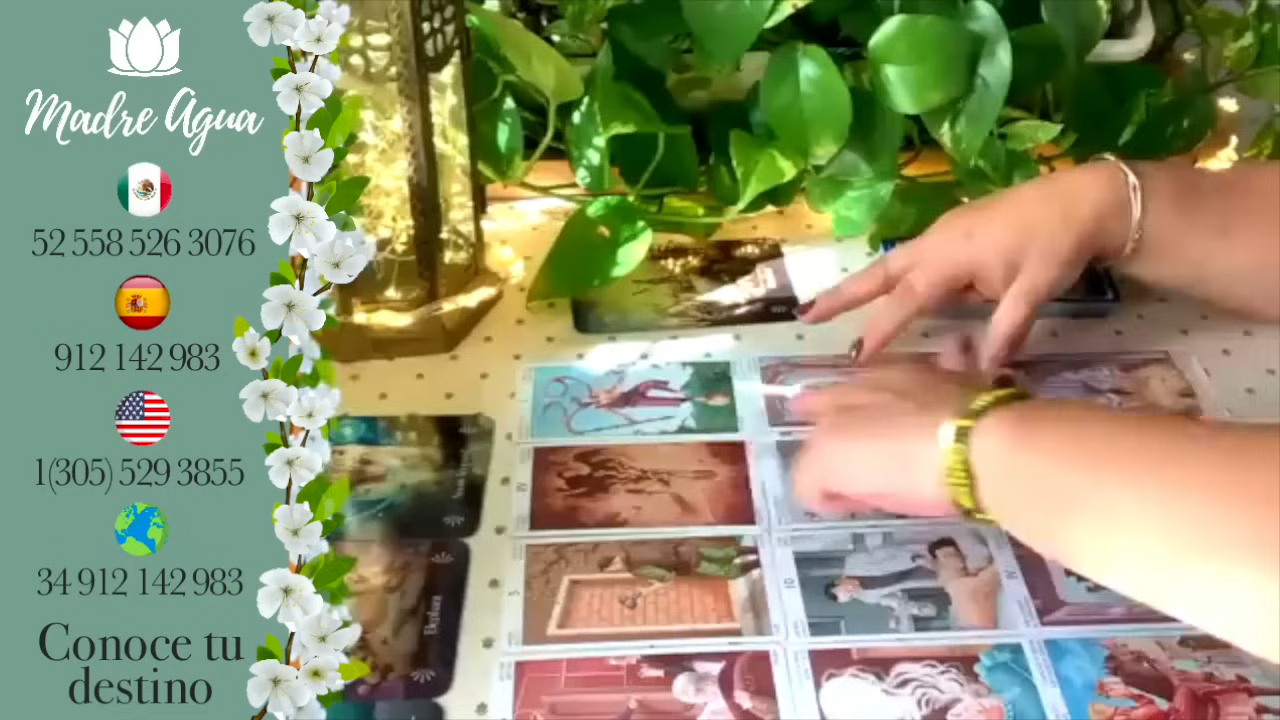 Madre Agua
52 558 526 3076
912 142 983
1(305) 529 3855
34 912 142 983
Conoce tu
destino